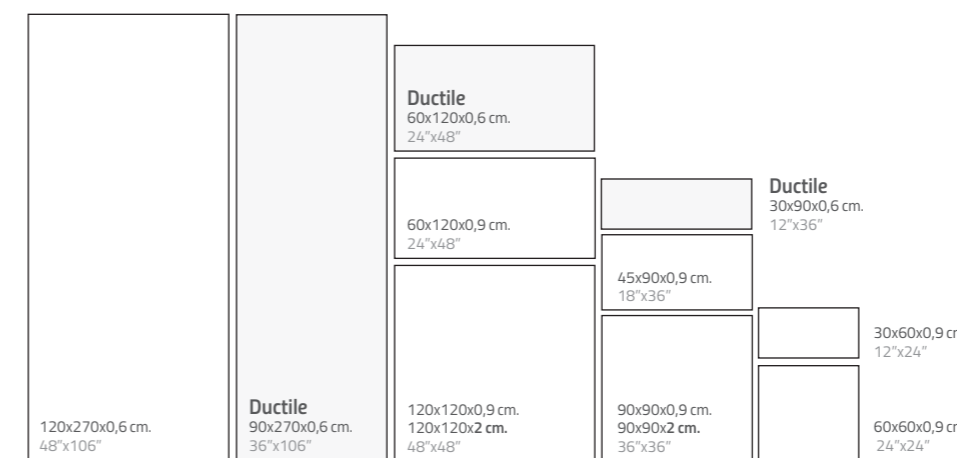 120x270x0,6 cm.
48”x106”
Ductile
90x270x0,6 cm.
36”x106”
Ductile
60x120x0,6 cm.
24”x48”
60x120x0,9 cm.
24”x48”
120x120x0,9 cm.
120x120x2 cm.
48”x48”
Ductile
30x90x0,6 cm.
12”x36”
45x90x0,9 cm.
18”x36”
90x90x0,9 cm.
90x90x2 cm.
36”x36”
30x60x0,9
12”x24”
60x60x0,9
24”x24”